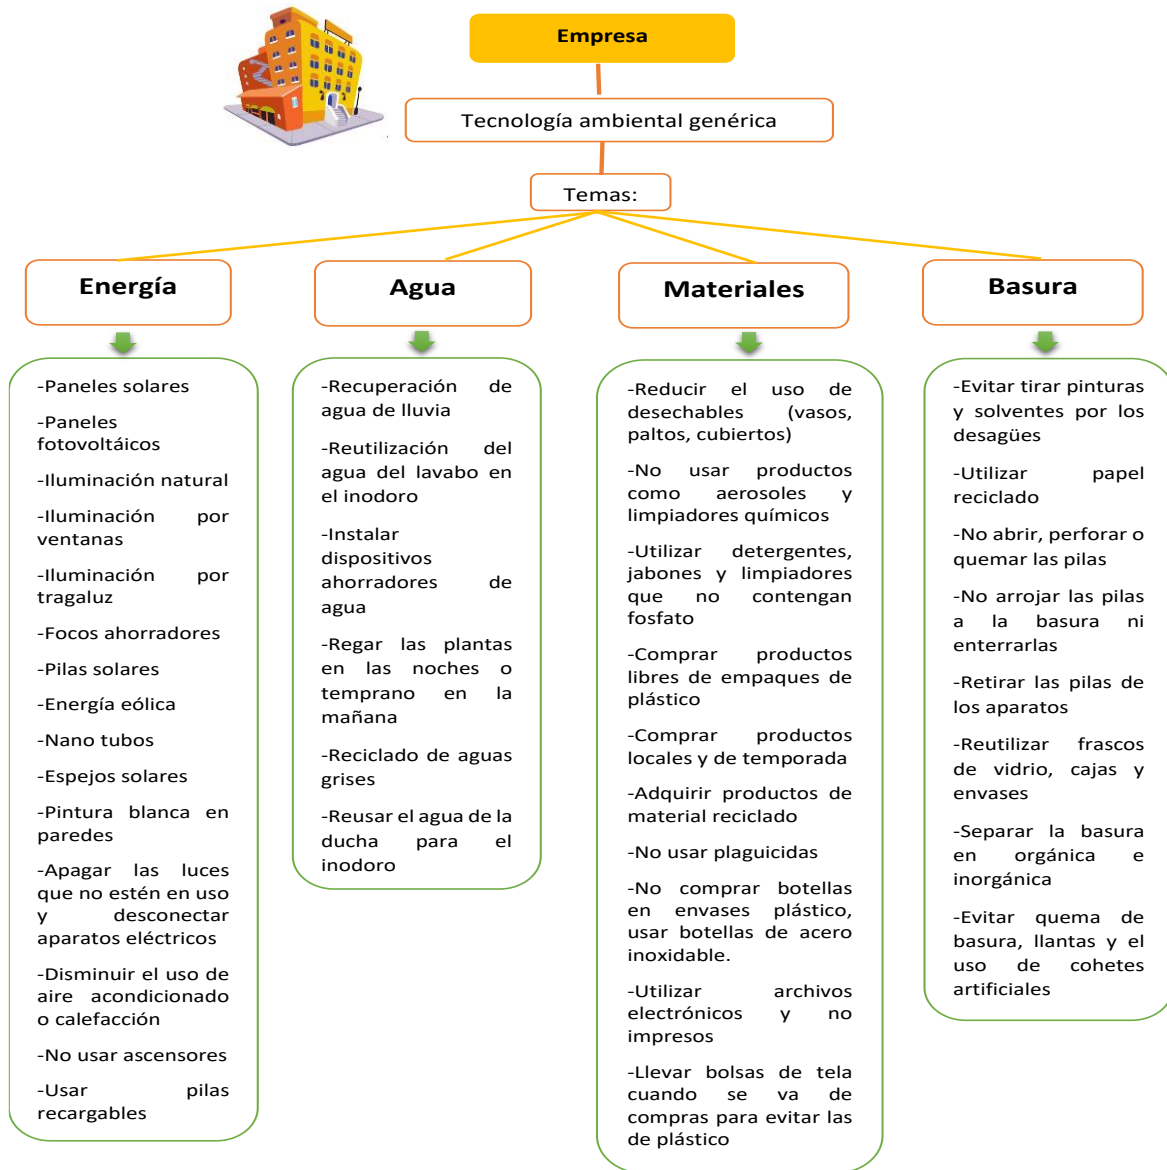 Empresa
Tecnología ambiental genérica
Temas:
Energía
-Paneles solares
-Paneles
fotovoltáicos
-Iluminación natural
-Iluminación por
ventanas
-Iluminación por
tragaluz
-Focos ahorradores
-Pilas solares
-Energía eólica
-Nano tubos
-Espejos solares
-Pintura blanca en
paredes
-Apagar las luces
que no estén en uso
y desconectar
aparatos eléctricos
-Disminuir el uso de
aire acondicionado
o calefacción
-No usar ascensores
-Usar pilas
recargables
Agua
-Recuperación de
agua de lluvia
-Reutilización del
agua del lavabo en
el inodoro
-Instalar
dispositivos
ahorradores de
agua
-Regar las plantas
en las noches o
temprano en la
mañana
-Reciclado de aguas
grises
-Reusar el agua de la
ducha para el
inodoro
Materiales
-Reducir el uso de
desechables (vasos,
paltos, cubiertos)
-No usar productos
como aerosoles y
limpiadores químicos
-Utilizar detergentes,
jabones y limpiadores
que no contengan
fosfato
-Comprar productos
libres de empaques de
plástico
-Comprar productos
locales y de temporada
-Adquirir productos de
material reciclado
-No usar plaguicidas
-No comprar botellas
en envases plástico,
usar botellas de acero
inoxidable.
-Utilizar archivos
electrónicos y no
impresos
-Llevar bolsas de tela
cuando se va de
compras para evitar las
de plástico
Basura
-Evitar tirar pinturas
y solventes por los
desagües
-Utilizar papel
reciclado
-No abrir, perforar o
quemar las pilas
-No arrojar las pilas
a la basura ni
enterrarlas
-Retirar las pilas de
los aparatos
-Reutilizar frascos
de vidrio, cajas y
envases
-Separar la basura
en orgánica e
inorgánica
-Evitar quema de
basura, llantas y el
uso de cohetes
artificiales